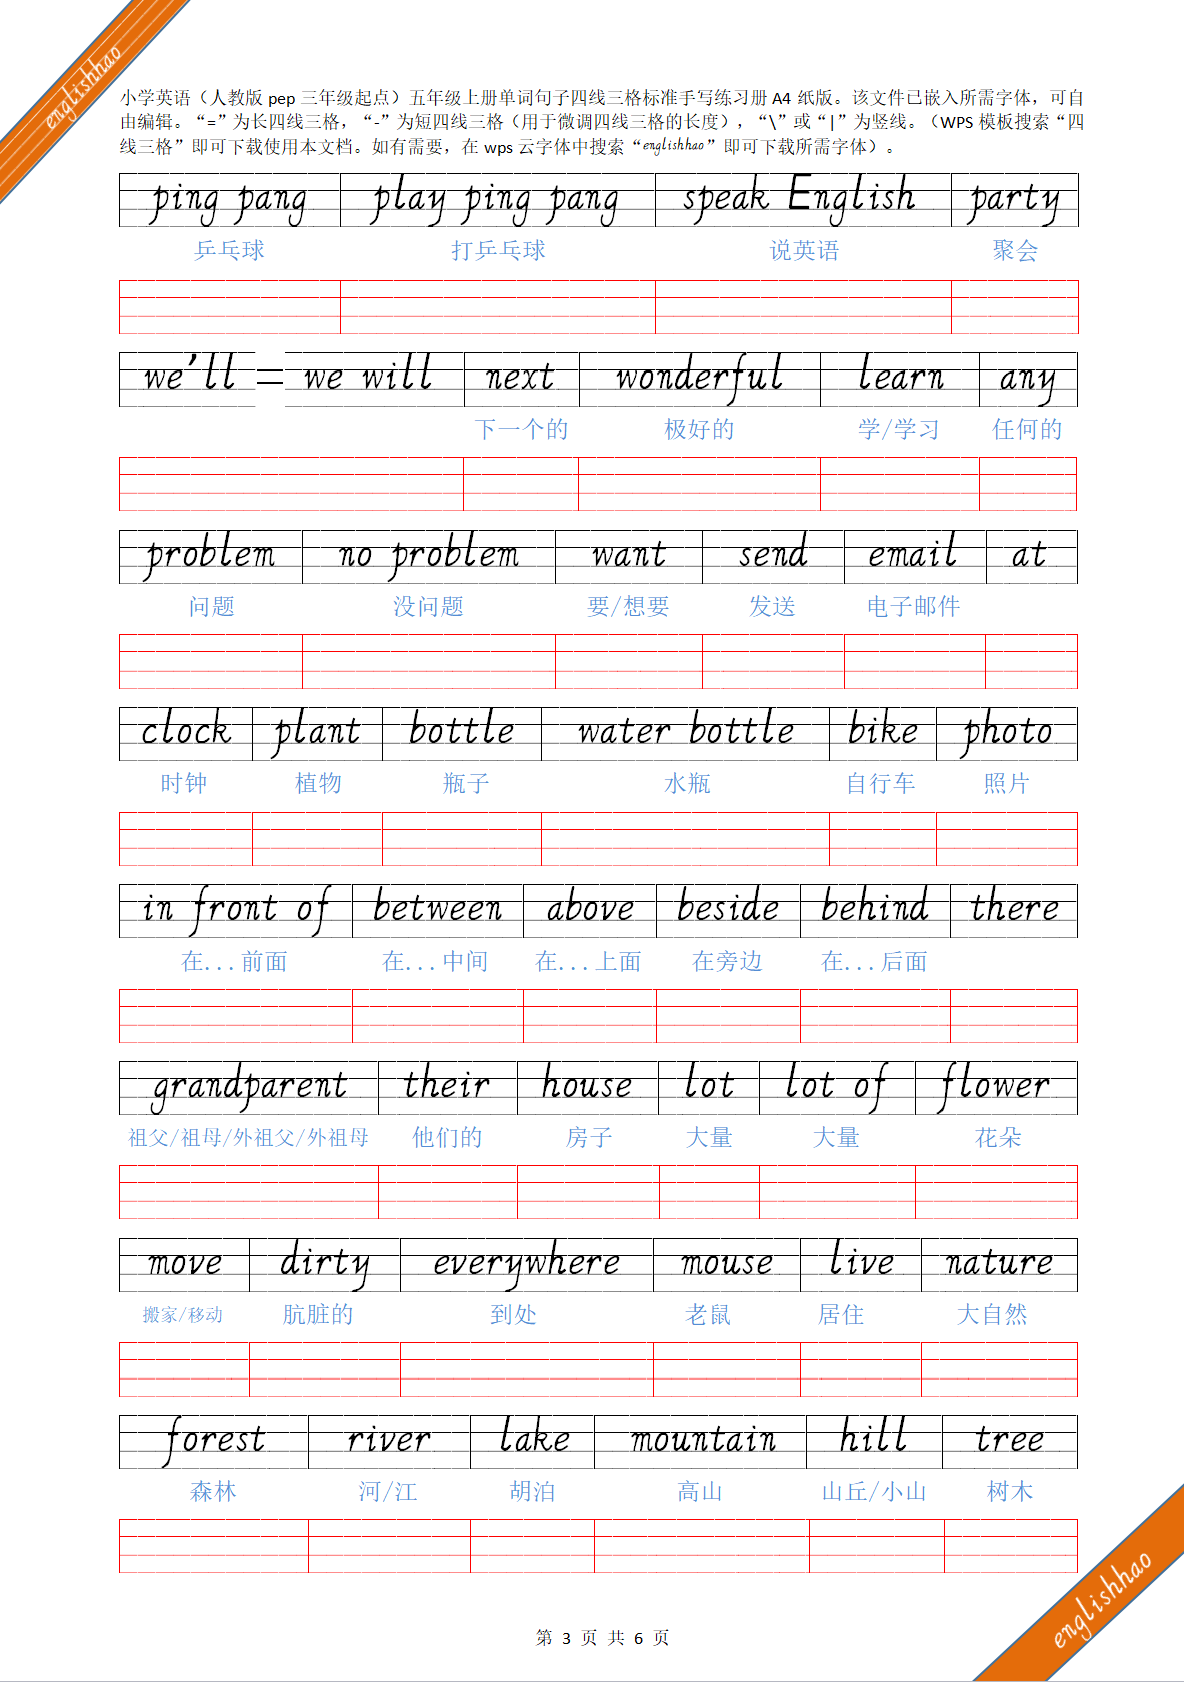 englishhao
小学英语（人教版 pep 三年级起点）五年级上册单词句子四线三格标准手写练习册 A4 纸版。该文件已嵌入所需字体，可自
由编辑。“=”为长四线三格，“-”为短四线三格（用于微调四线三格的长度），“\”或“|”为竖线。（WPS 模板搜索“四
线三格”即可下载使用本文档。如有需要，在 wps 云字体中搜索“englishhao”即可下载所需字体）。
ping pang play ping pang speak English party
乒乓球 打乒乓球 说英语 聚会
we’ll = we will next wonderful learn any
下一个的 极好的 学/学习 任何的
problem no problem want send email at
问题 没问题 要/想要 发送 电子邮件
clock plant bottle water bottle bike photo
时钟 植物 瓶子 水瓶 自行车 照片
in front of between above beside behind there
在...前面 在...中间 在...上面 在旁边 在...后面
grandparent their house lot lot of flower
祖父/祖母/外祖父/外祖母 他们的 房子 大量 大量 花朵
move dirty everywhere mouse live nature
搬家/移动 肮脏的 到处 老鼠 居住 大自然
forest river lake mountain hill tree
森林 河/江 胡泊 高山 山丘/小山 树木
englishhao
第 3 页 共 6 页